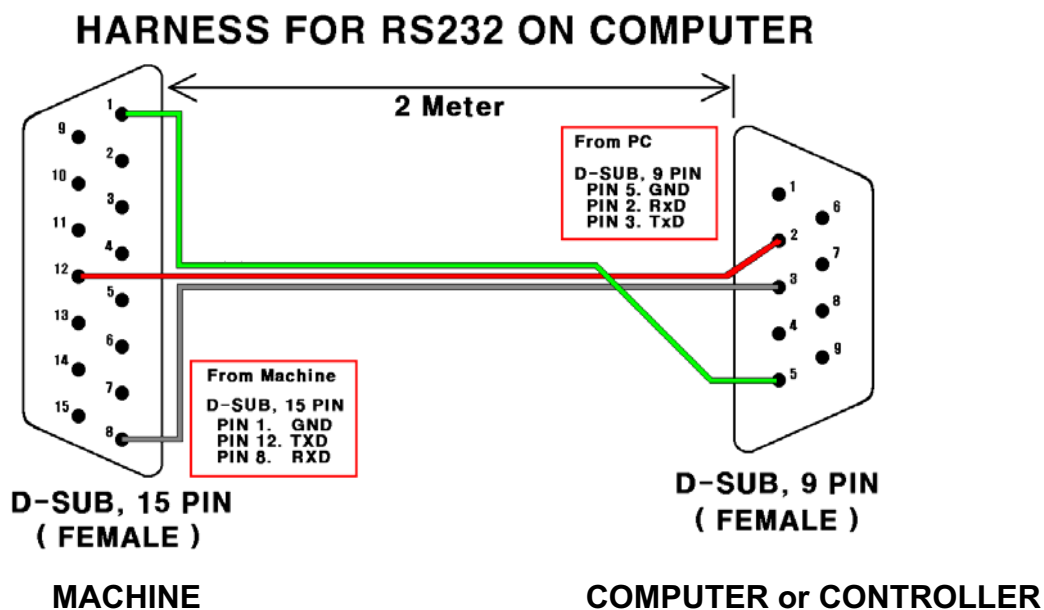 HARNESS FOR RS232 ON COMPUTER
2 Meter
1
9
2
10
3
11
4
12
5
13
6
14
7
15
8
From PC
D-SUB, 9 PIN
PIN 5. GND
PIN 2. RxD
PIN 3. TxD
1
6
2
7
3
8
4
9
5
From Machine
D-SUB, 15 PIN
PIN 1. GND
PIN 12. TXD
PIN 8. RXD
D-SUB, 15 PIN
( FEMALE )
D-SUB, 9 PIN
( FEMALE )
MACHINE
COMPUTER or CONTROLLER